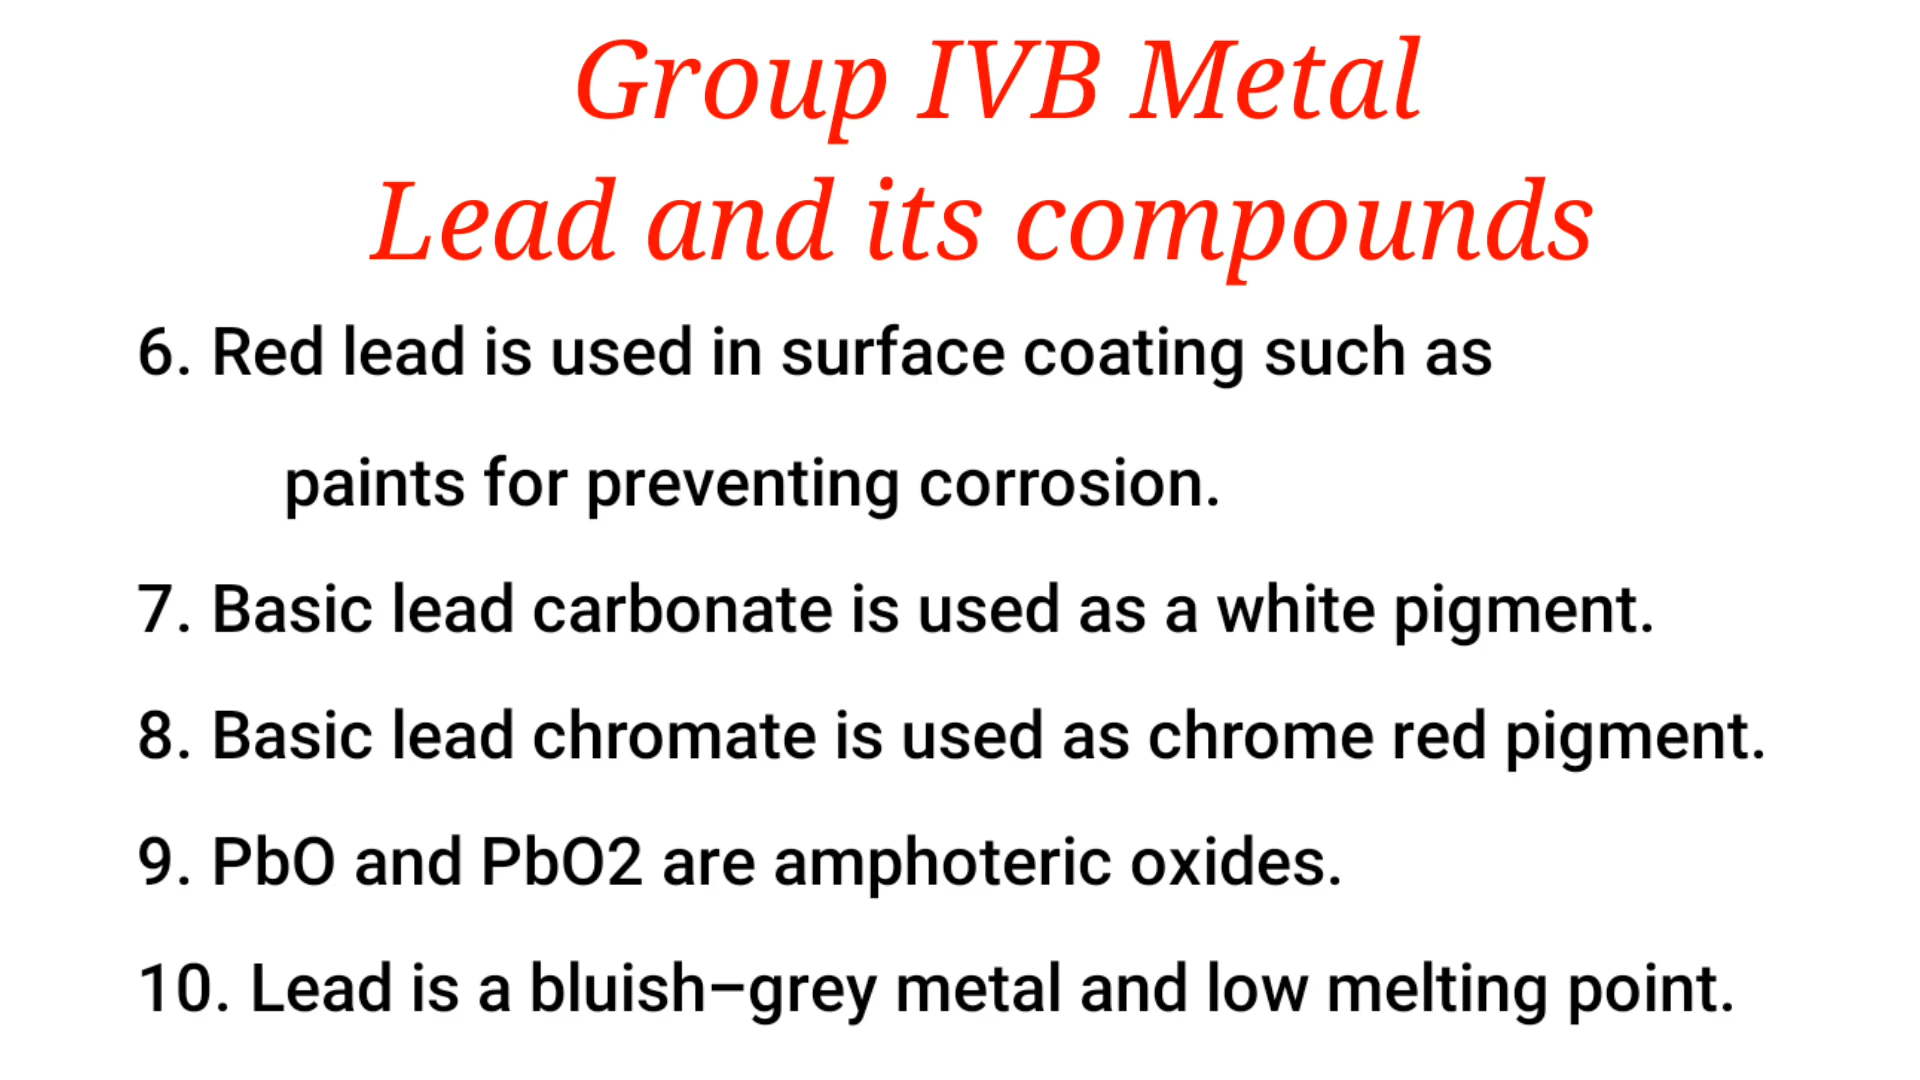 Group IVB Metal
Lead and its compounds
6. Red lead is used in surface coating such as
paints for preventing corrosion.
7. Basic lead carbonate is used as a white pigment.
8. Basic lead chromate is used as chrome red pigment.
9. PbO and PbO2 are amphoteric oxides.
10. Lead is a bluish–grey metal and low melting point.